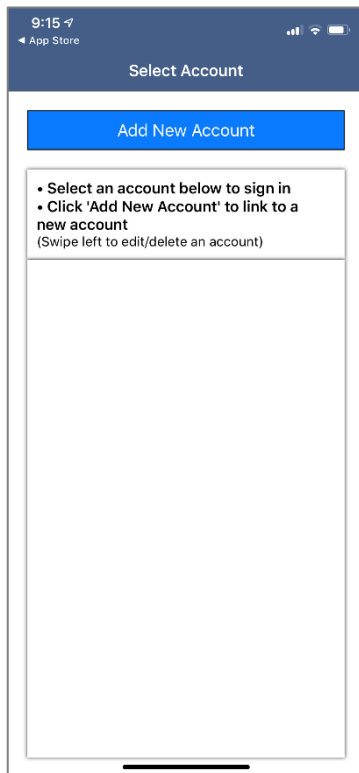 9:15
◀ App Store
Select Account
Add New Account
• Select an account below to sign in
• Click 'Add New Account' to link to a
new account
(Swipe left to edit/delete an account)